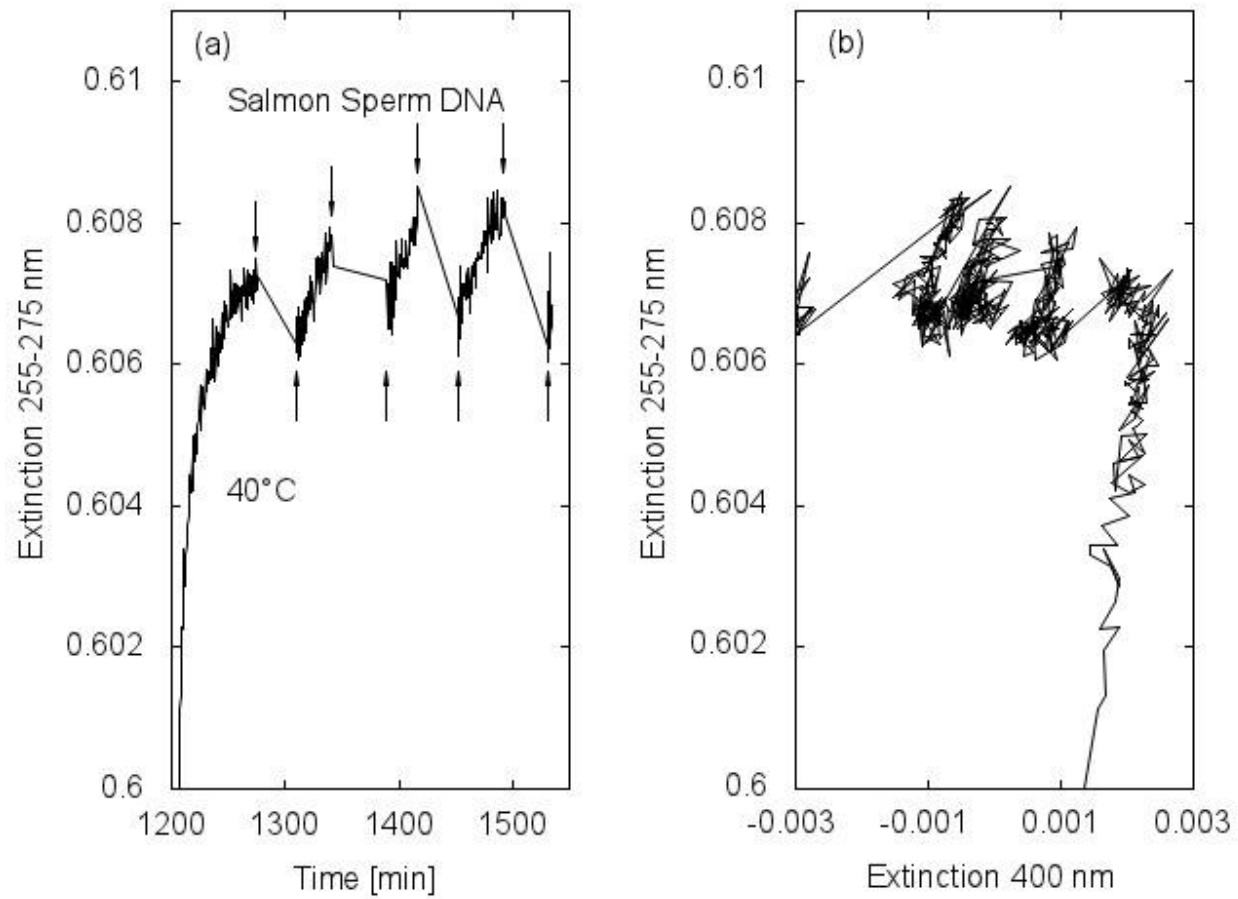 (a)
Salmon Sperm DNA
40°C
Extinction 255-275 nm
0.61
0.608
0.606
0.604
0.602
0.6
1200 1300 1400 1500
Time [min]
(b)
Extinction 255-275 nm
0.61
0.608
0.606
0.604
0.602
0.6
-0.003 -0.001 0.001 0.003
Extinction 400 nm